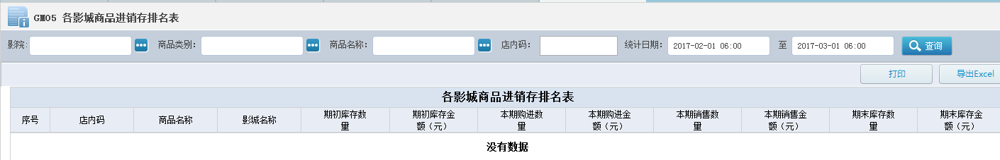 GM05 各影城商品进销存排名表
影院: 商品类别: 商品名称: 店内码: 统计日期: 2017-02-01 06:00 至 2017-03-01 06:00 查询
打印 导出Excel
各影城商品进销存排名表
序号 店内码 商品名称 影城名称 期初库存数量 期初库存金额（元） 本期购进数量 本期购进金额（元） 本期销售数量 本期销售金额（元） 期末库存数量 期末库存金额（元）
没有数据